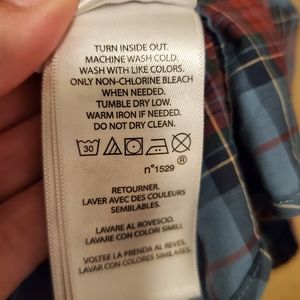 TURN INSIDE OUT.
MACHINE WASH COLD.
WASH WITH LIKE COLORS.
ONLY NON-CHLORINE BLEACH
WHEN NEEDED.
TUMBLE DRY LOW.
WARM IRON IF NEEDED.
DO NOT DRY CLEAN.
30
®
n°1529
RETOURNER.
LAVER AVEC DES COULEURS
SEMBLABLES.
LAVARE AL ROVESCIO.
LAVARE CON COLORI SIMILI.
VOLTEE LA PRENDA AL REVÉS.
LAVAR CON COLORES SIMILARES.